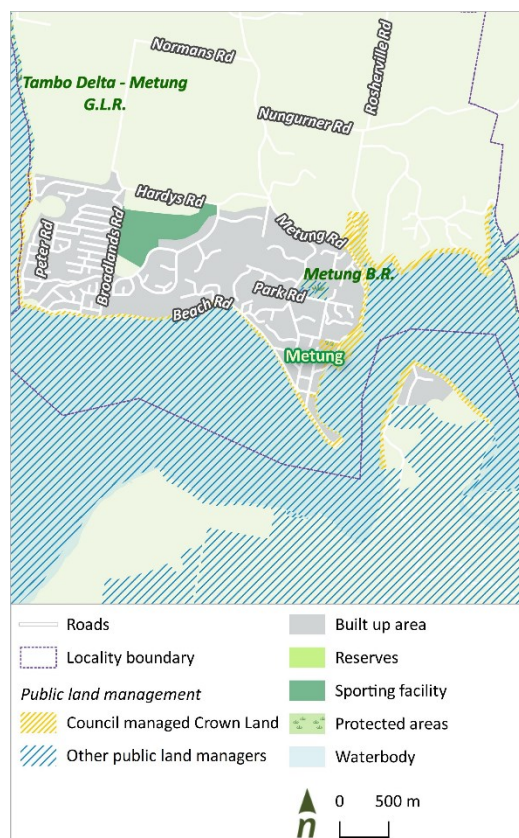 Normans Rd
Rosherville Rd
Tambo Delta - Metung
G.L.R.
Nungurner Rd
Hardys Rd
Metung Rd
Peter Rd
Broadlands Rd
Metung B.R.
Park Rd
Beach Rd
Metung
Roads
Locality boundary
Public land management
Council managed Crown Land
Other public land managers
Built up area
Reserves
Sporting facility
Protected areas
Waterbody
n
0 500 m